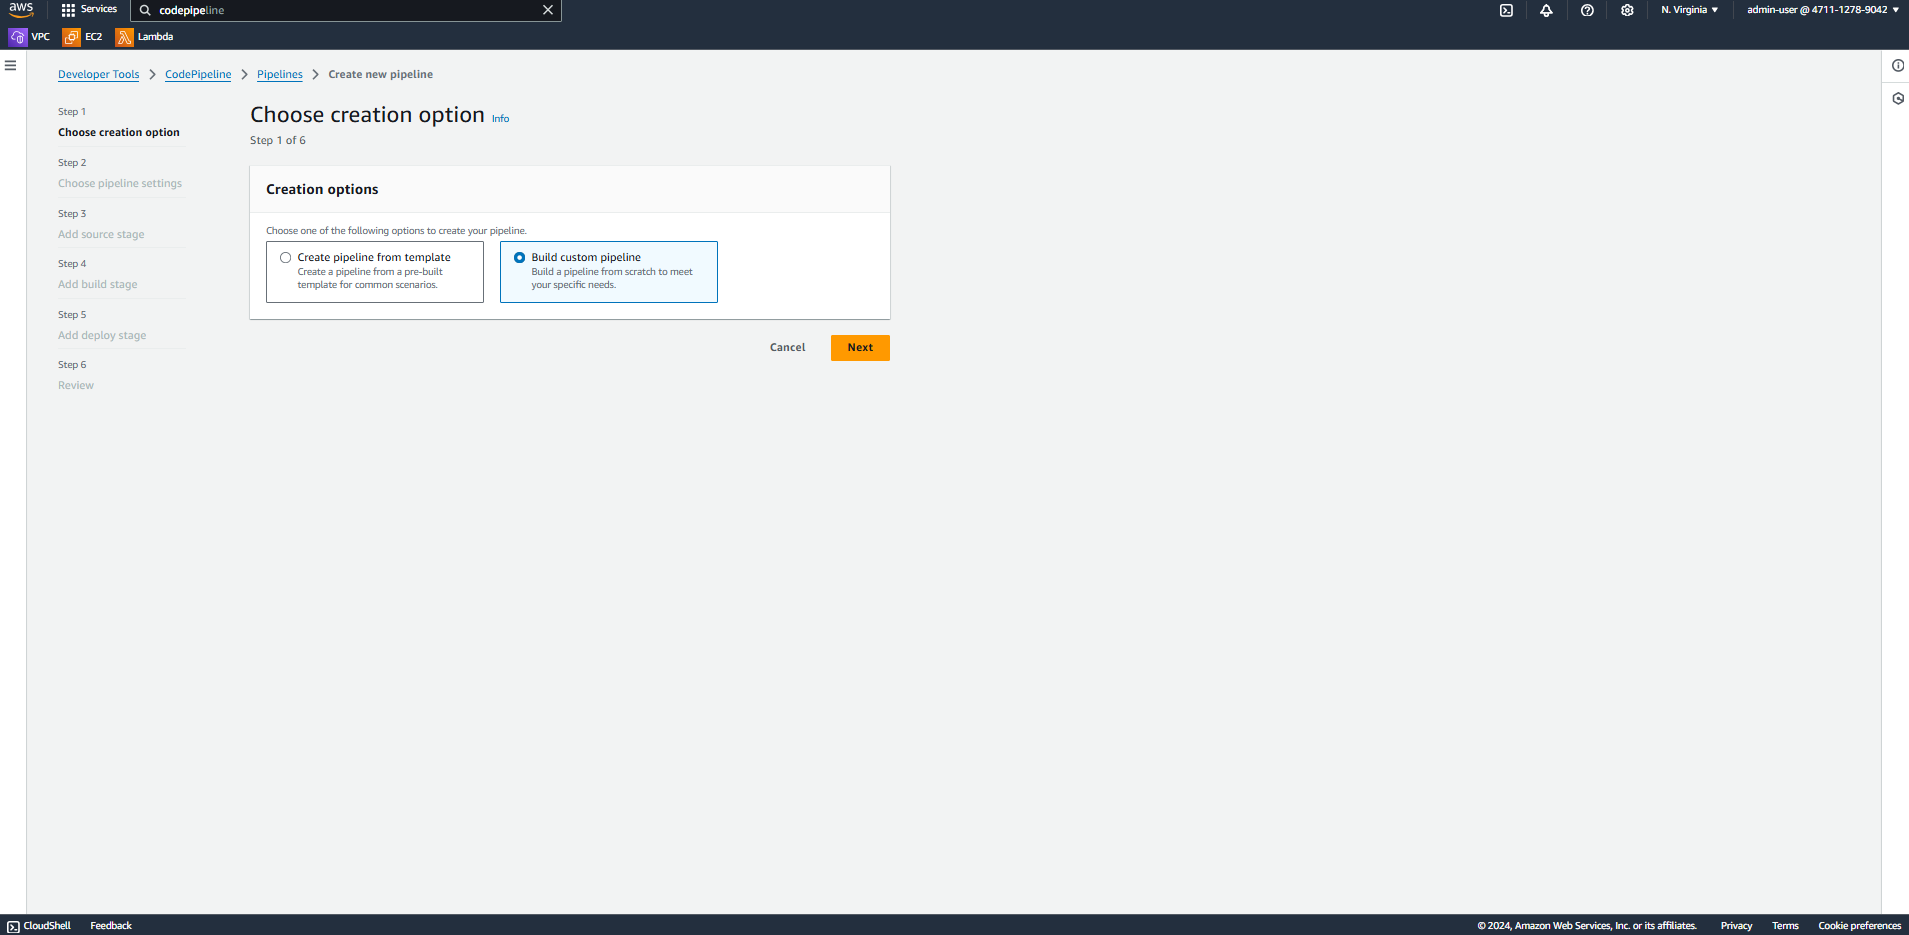 aws
Services
codepipeline
N. Virginia
admin-user @ 4711-1278-9042
VPC
EC2
Lambda
Developer Tools
CodePipeline
Pipelines
Create new pipeline
Step 1
Choose creation option
Step 2
Choose pipeline settings
Step 3
Add source stage
Step 4
Add build stage
Step 5
Add deploy stage
Step 6
Review
Choose creation option Info
Step 1 of 6
Creation options
Choose one of the following options to create your pipeline.
Create pipeline from template
Create a pipeline from a pre-built
template for common scenarios.
Build custom pipeline
Build a pipeline from scratch to meet
your specific needs.
Cancel
Next
CloudShell
Feedback
© 2024, Amazon Web Services, Inc. or its affiliates.
Privacy
Terms
Cookie preferences